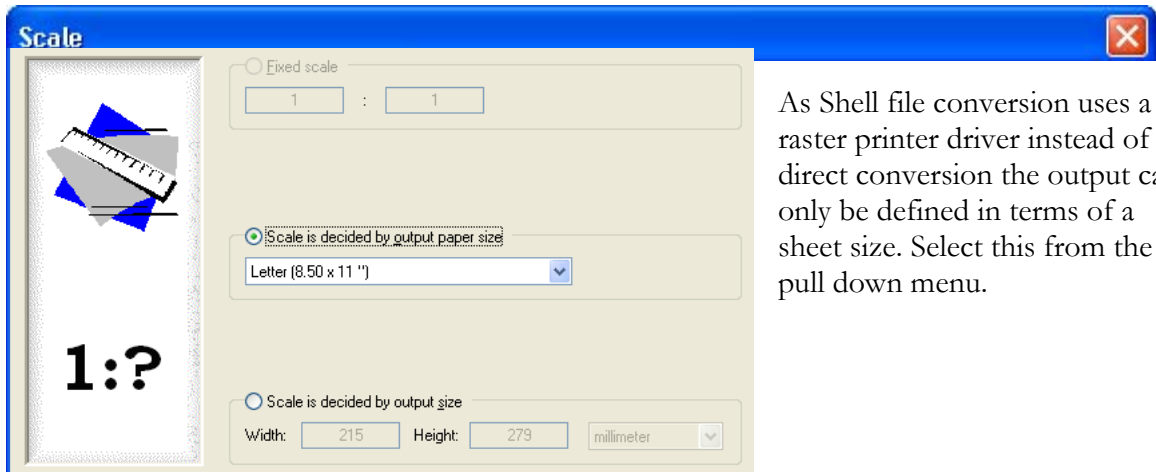 Scale
Fixed scale
1 : 1
Scale is decided by output paper size
Letter (8.50 x 11 '')
1:?
Scale is decided by output size
Width: 215 Height: 279 millimeter
As Shell file conversion uses a
raster printer driver instead of
direct conversion the output
only be defined in terms of a
sheet size. Select this from the
pull down menu.